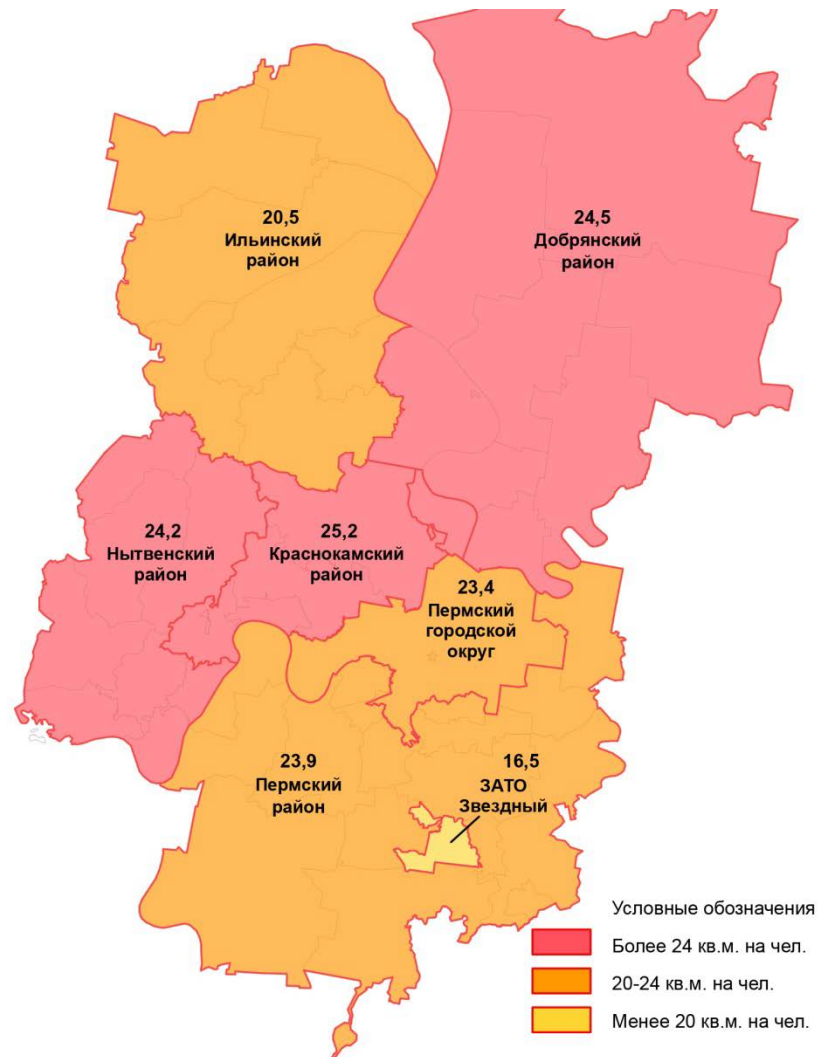 20,5
Ильинский
район
24,5
Добрянский
район
24,2
Нытвенский
район
25,2
Краснокамский
район
23,4
Пермский
городской
округ
23,9
Пермский
район
16,5
ЗАТО
Звездный
Условные обозначения
Более 24 кв.м. на чел.
20-24 кв.м. на чел.
Менее 20 кв.м. на чел.